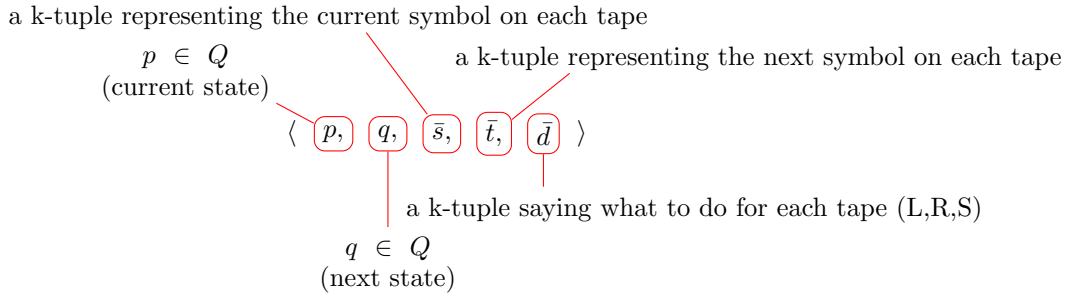 a k-tuple representing the current symbol on each tape
p ∈ Q
(current state)
a k-tuple representing the next symbol on each tape
⟨ p, q, s̄, t̄, d̄ ⟩
a k-tuple saying what to do for each tape (L,R,S)
q ∈ Q
(next state)